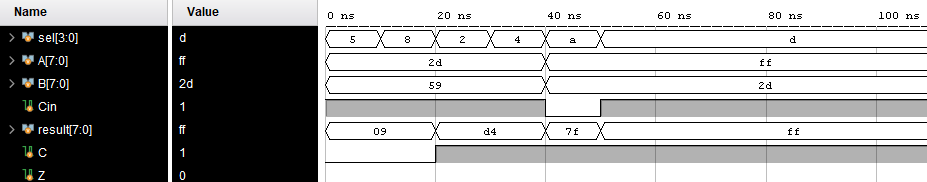 Name Value 0 ns 20 ns 40 ns 60 ns 80 ns 100 ns
sel[3:0] d 5 8 2 4 a d
A[7:0] ff 2d ff
B[7:0] 2d 59 2d
Cin 1
result[7:0] ff 09 d4 7f ff
C 1
Z 0